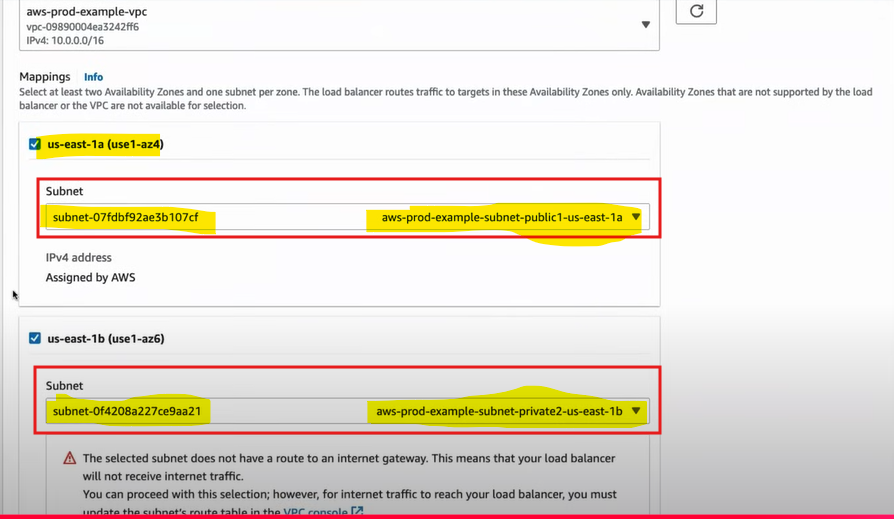 aws-prod-example-vpc
vpc-09890004ea3242ff6
IPv4: 10.0.0.0/16
Mappings Info
Select at least two Availability Zones and one subnet per zone. The load balancer routes traffic to targets in these Availability Zones only. Availability Zones that are not supported by the load
balancer or the VPC are not available for selection.
us-east-1a (use1-az4)
Subnet
subnet-07fdbf92ae3b107cf aws-prod-example-subnet-public1-us-east-1a
IPv4 address
Assigned by AWS
us-east-1b (use1-az6)
Subnet
subnet-0f4208a227ce9aa21 aws-prod-example-subnet-private2-us-east-1b
The selected subnet does not have a route to an internet gateway. This means that your load balancer
will not receive internet traffic.
You can proceed with this selection; however, for internet traffic to reach your load balancer, you must
update the subnet's route table in the VPC console